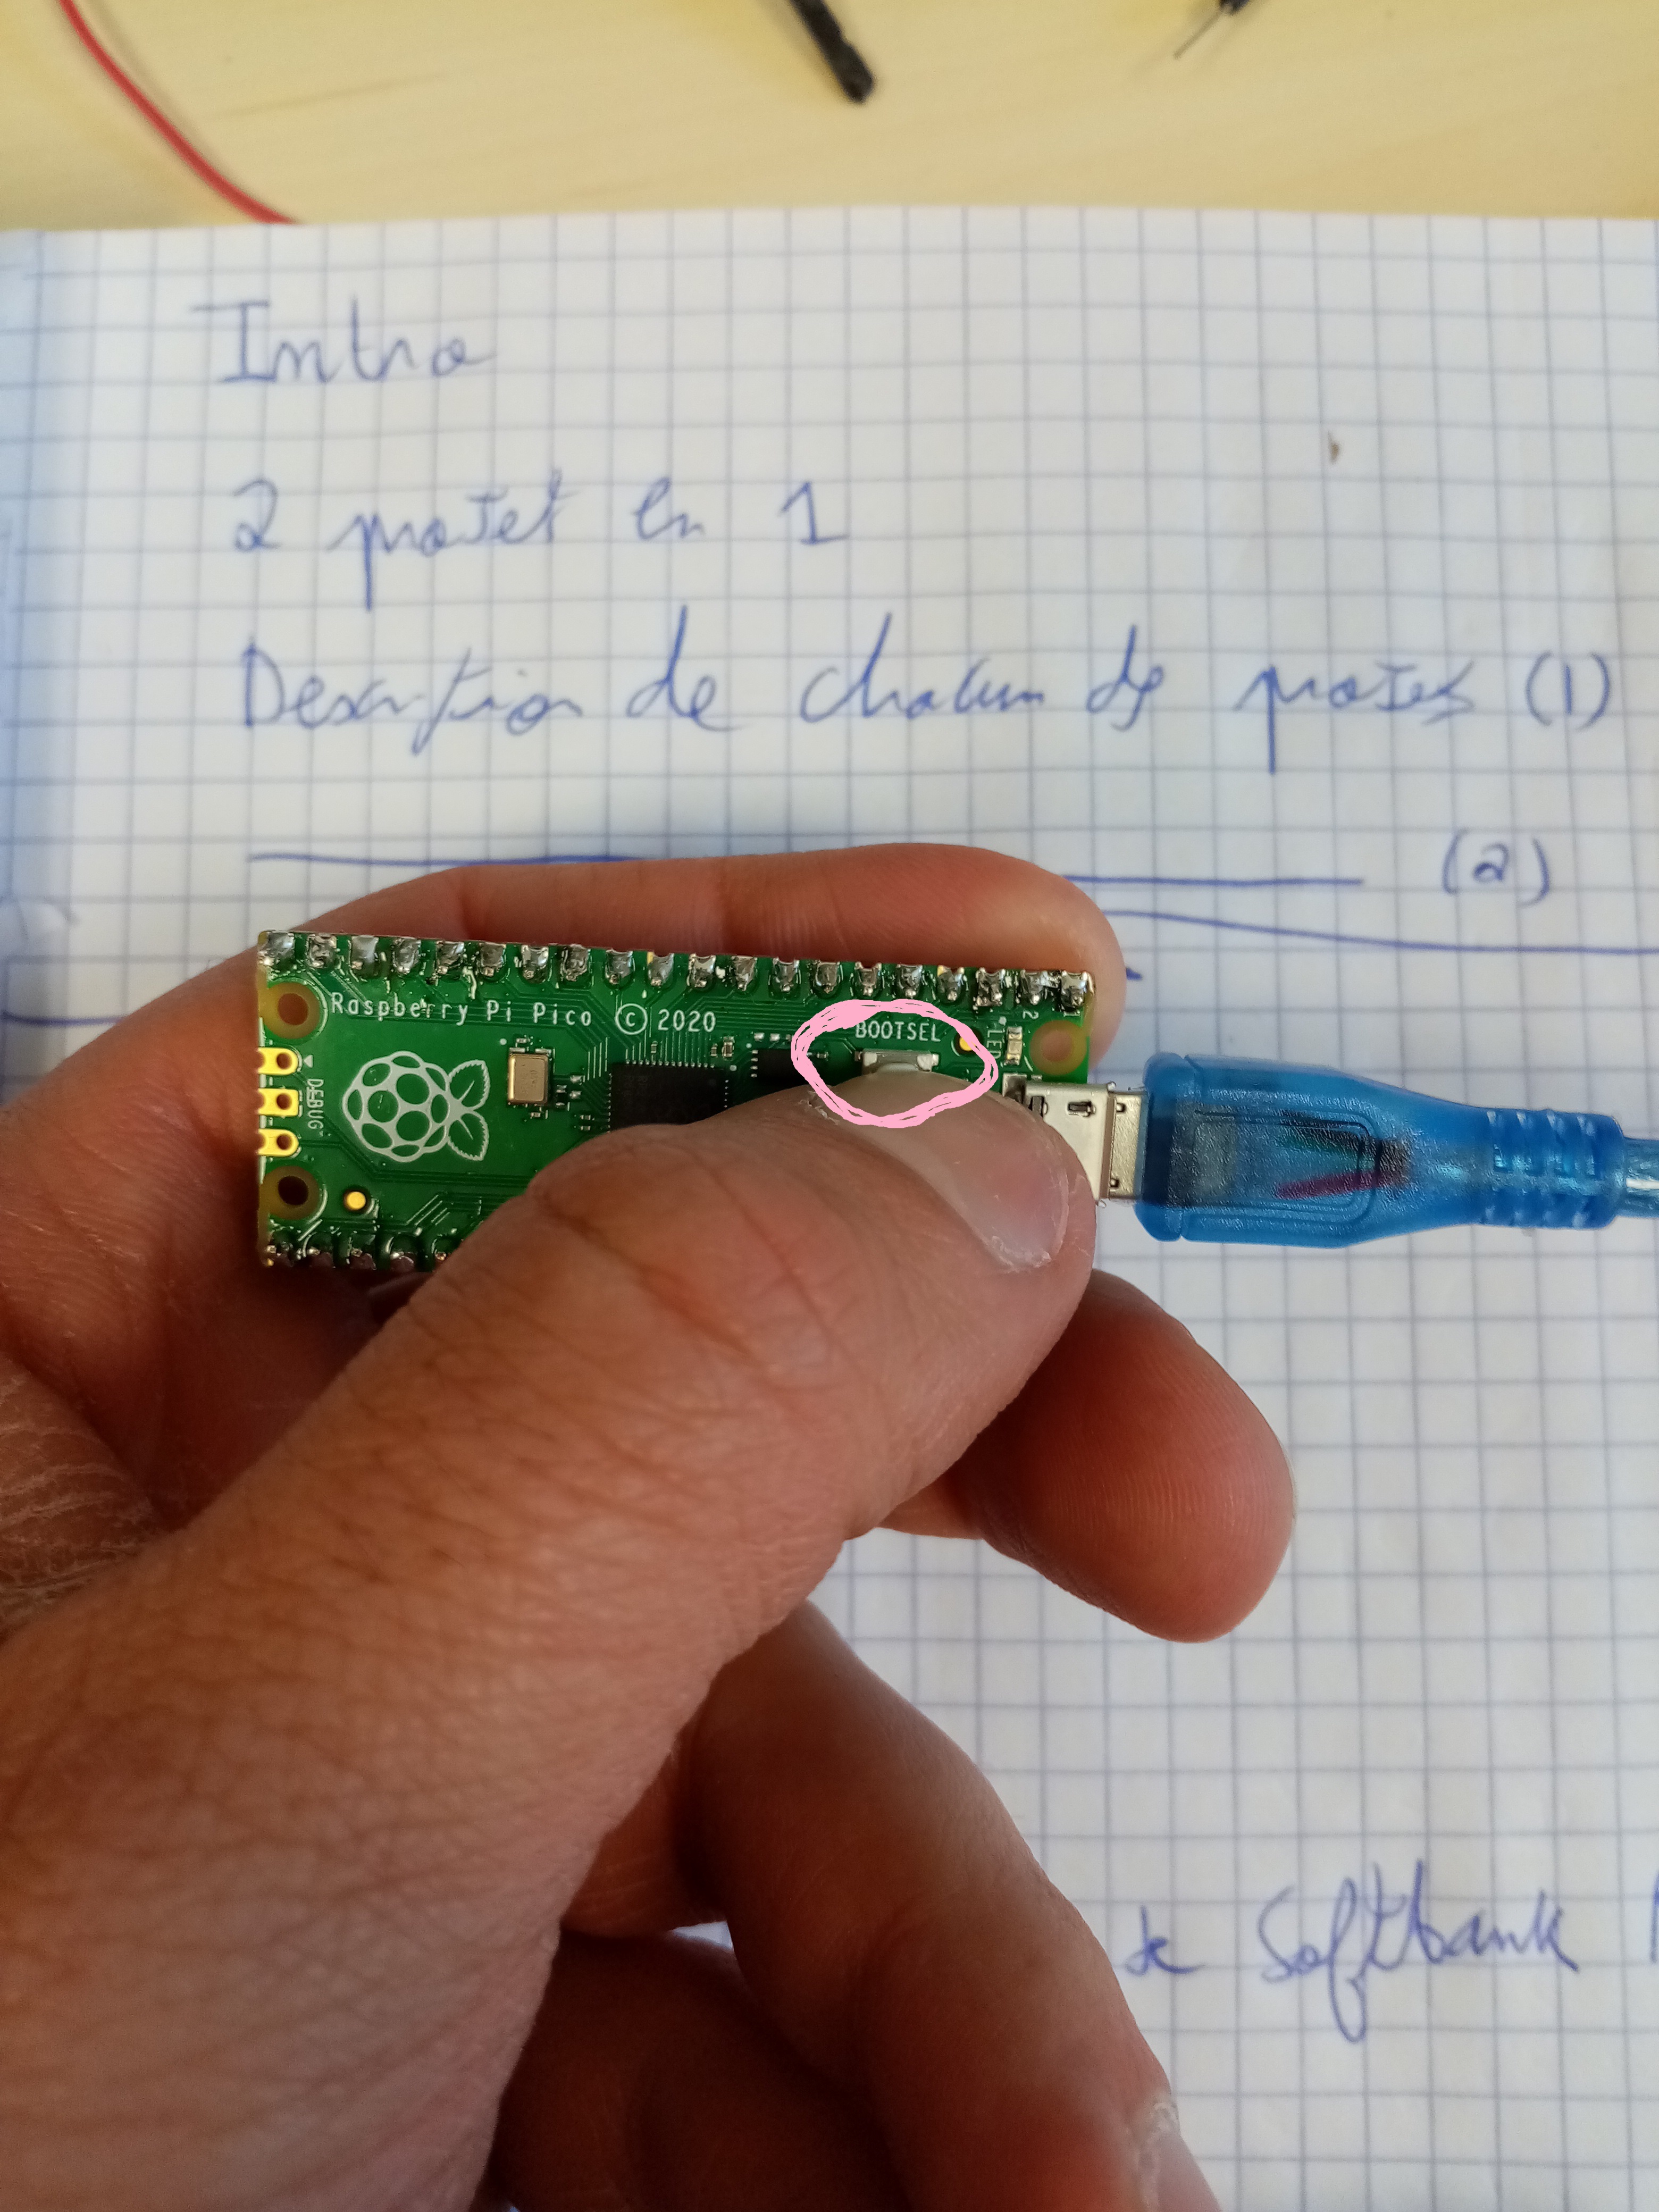 Intro
2 projet en 1
Description de chacun des projets (1)
(2)
Raspberry Pi Pico © 2020
BOOTSEL
LED
2
DEBUG
* Softbank